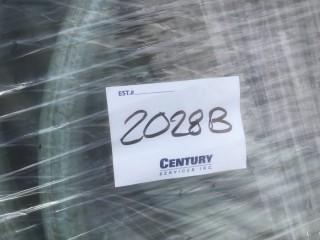 EST.#
2028B
CENTURY
SERVICES INC